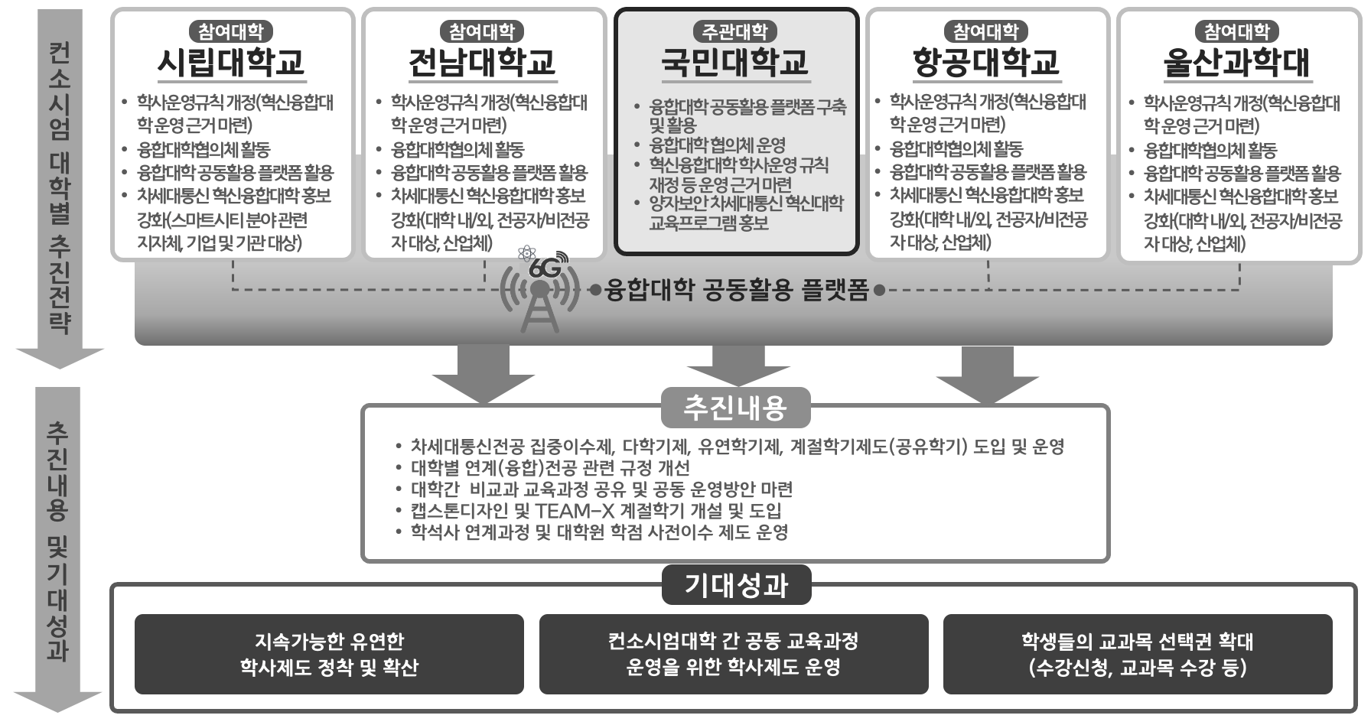 컨소시엄 대학별 추진전략
참여대학
시립대학교
• 학사운영규칙 개정(혁신융합대
학 운영 근거 마련)
• 융합대학협의체 활동
• 융합대학 공동활용 플랫폼 활용
• 차세대통신 혁신융합대학 홍보
강화(스마트시티 분야 관련
지자체, 기업 및 기관 대상)
참여대학
전남대학교
• 학사운영규칙 개정(혁신융합대
학 운영 근거 마련)
• 융합대학협의체 활동
• 융합대학 공동활용 플랫폼 활용
• 차세대통신 혁신융합대학 홍보
강화(대학 내/외, 전공자/비전공
자 대상, 산업체)
주관대학
국민대학교
• 융합대학 공동활용 플랫폼 구축
및 활용
• 융합대학 협의체 운영
• 혁신융합대학 학사운영 규칙
재정 등 운영 근거 마련
• 양자보안 차세대통신 혁신대학
교육프로그램 홍보
참여대학
항공대학교
• 학사운영규칙 개정(혁신융합대
학 운영 근거 마련)
• 융합대학협의체 활동
• 융합대학 공동활용 플랫폼 활용
• 차세대통신 혁신융합대학 홍보
강화(대학 내/외, 전공자/비전공
자 대상, 산업체)
참여대학
울산과학대
• 학사운영규칙 개정(혁신융합대
학 운영 근거 마련)
• 융합대학협의체 활동
• 융합대학 공동활용 플랫폼 활용
• 차세대통신 혁신융합대학 홍보
강화(대학 내/외, 전공자/비전공
자 대상, 산업체)
6G
융합대학 공동활용 플랫폼
추진내용 및 기대성과
추진내용
• 차세대통신전공 집중이수제, 다학기제, 유연학기제, 계절학기제도(공유학기) 도입 및 운영
• 대학별 연계(융합)전공 관련 규정 개선
• 대학간 비교과 교육과정 공유 및 공동 운영방안 마련
• 캡스톤디자인 및 TEAM-X 계절학기 개설 및 도입
• 학석사 연계과정 및 대학원 학점 사전이수 제도 운영
기대성과
지속가능한 유연한
학사제도 정착 및 확산
컨소시엄대학 간 공동 교육과정
운영을 위한 학사제도 운영
학생들의 교과목 선택권 확대
(수강신청, 교과목 수강 등)